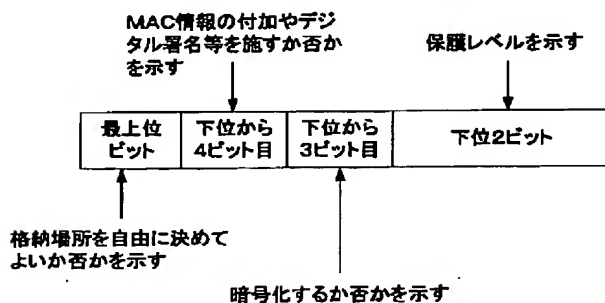 MAC情報の付加やデジ
タル署名等を施すか否か
を示す
保護レベルを示す
最上位
ビット
下位から
4ビット目
下位から
3ビット目
下位2ビット
格納場所を自由に決めて
よいか否かを示す
暗号化するか否かを示す